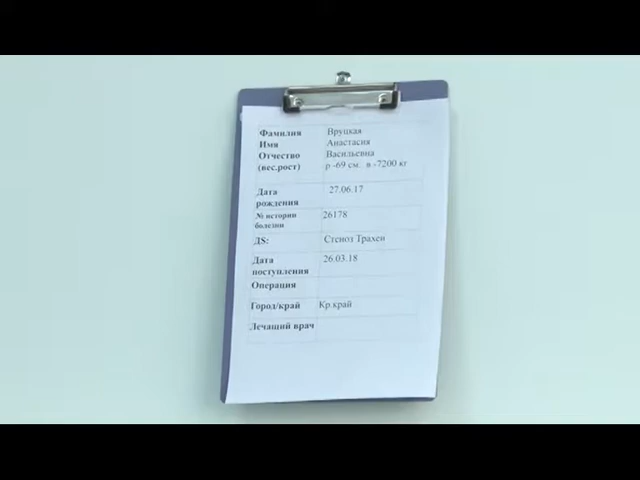 Фамилия Вруцкая
Имя Анастасия
Отчество Васильевна
(вес.рост) р -69 см. в -7200 кг
Дата 27.06.17
рождения
№ истории 26178
болезни
ДS: Стеноз Трахеи
Дата 26.03.18
поступления
Операция
Город/край Кр.край
Лечащий врач